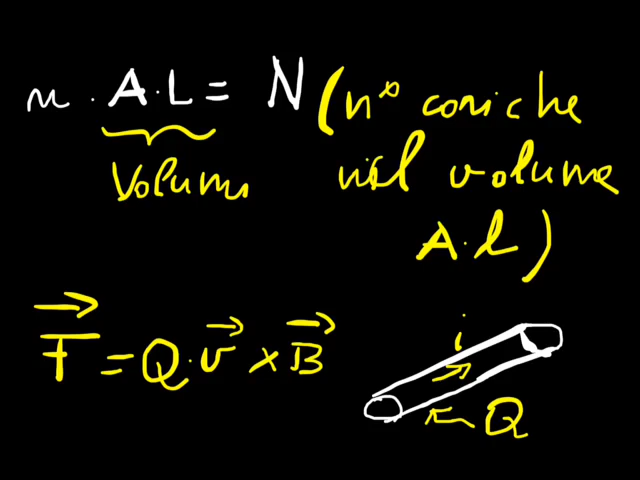 n · A · L = N (n° cariche
Volume nel volume
A · l)
F = Q · v × B
i
Q